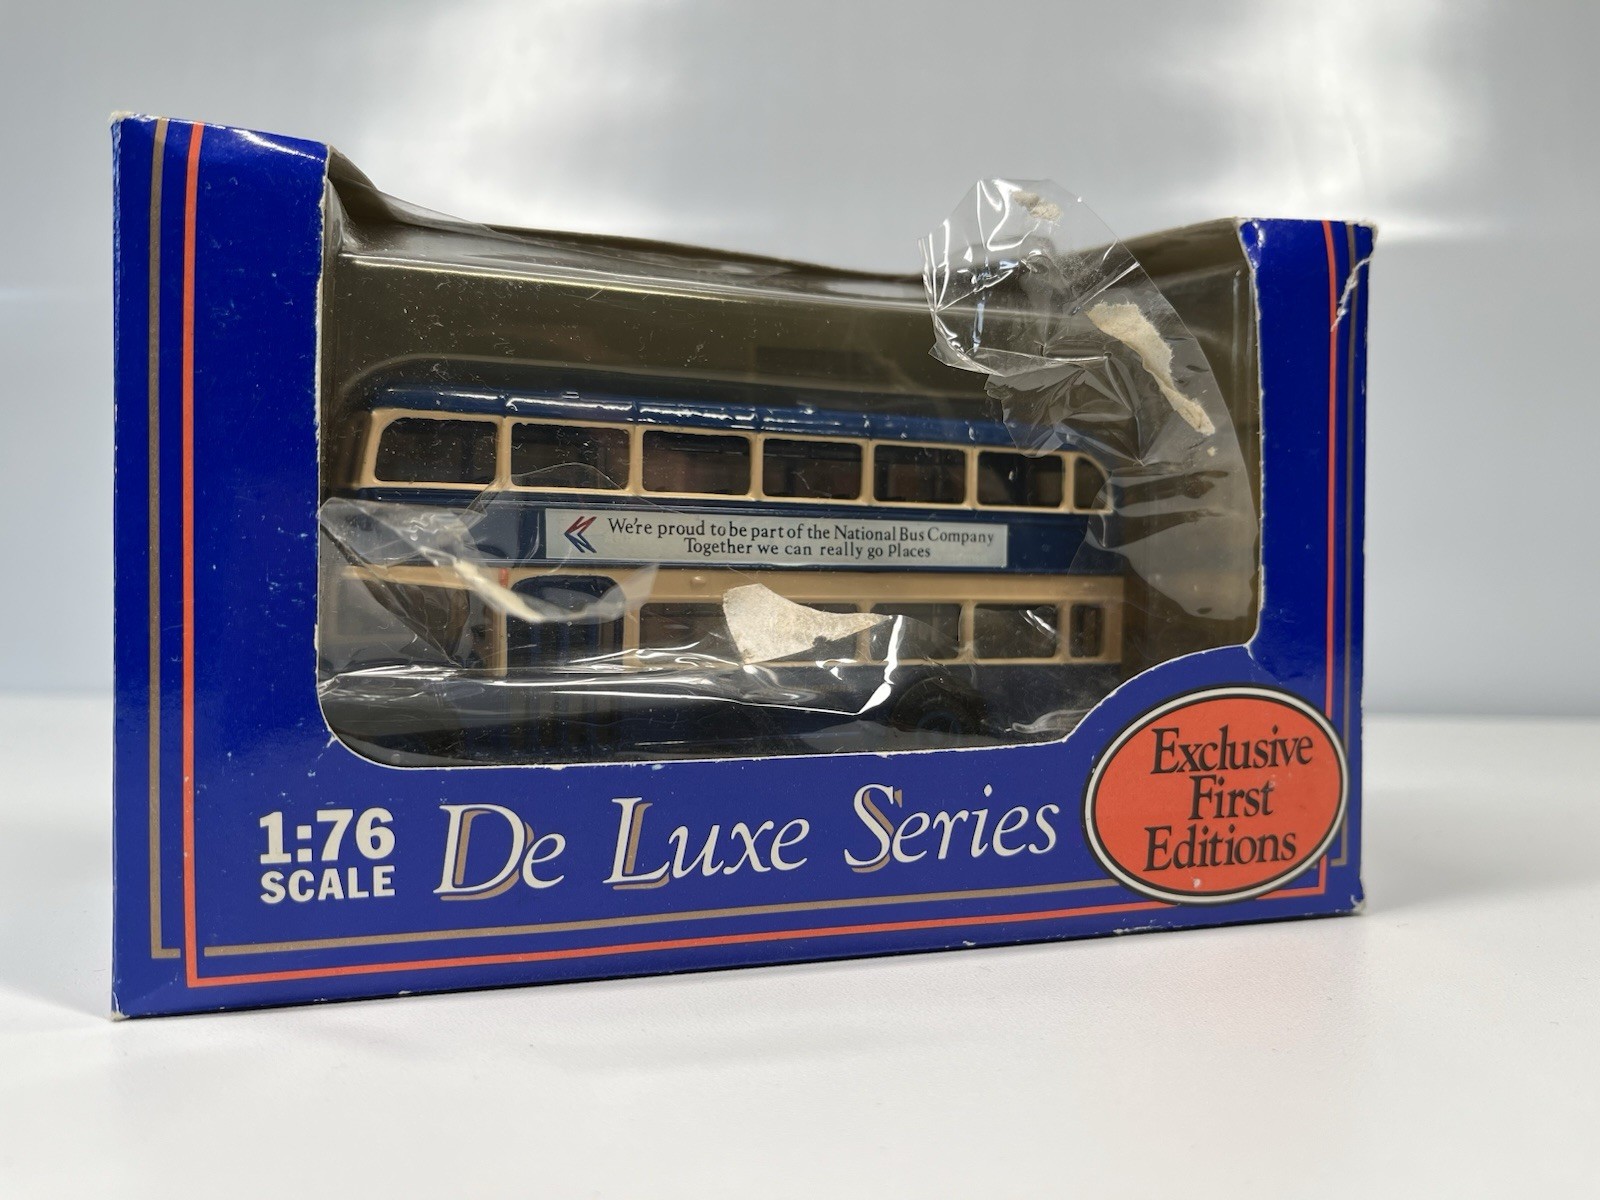 We're proud to be part of the National Bus Company
Together we can really go Places
1:76
SCALE
De Luxe Series
Exclusive
First
Editions